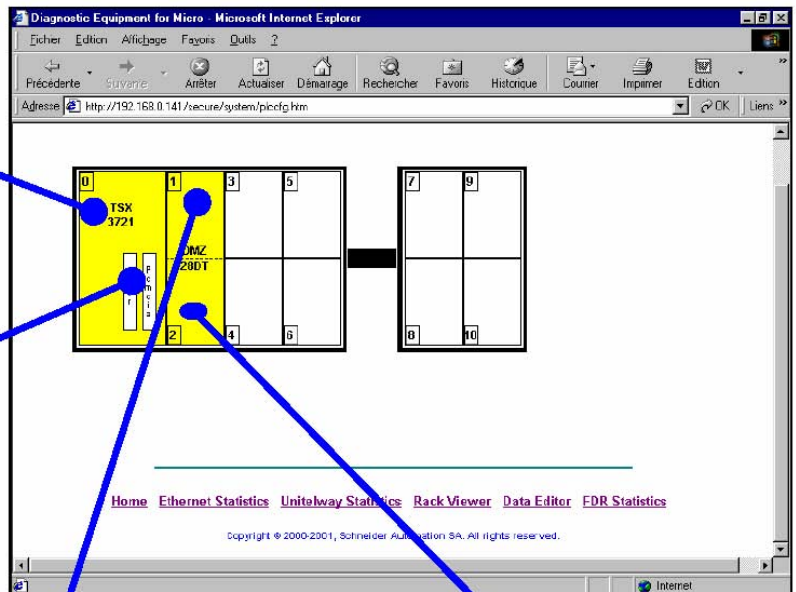 Diagnostic Equipment for Micro - Microsoft Internet Explorer
Fichier Edtion Affichage Favoris Outils ?
Précédente Suivante Arrêter Actualiser Démarrage Rechercher Favoris Historique Courrier Imprimer Edtion
Adresse http://192.168.0.141/secure/system/plccfg.htm OK Liens
0 1 3 5 7 9
TSX
3721
DMZ
28DT
Pcmcia
r
2 4 6 8 10
Home Ethernet Statistics Unitelway Statistics Rack Viewer Data Editor FDR Statistics
Copyright © 2000-2001, Schneider Automation SA. All rights reserved.
Internet